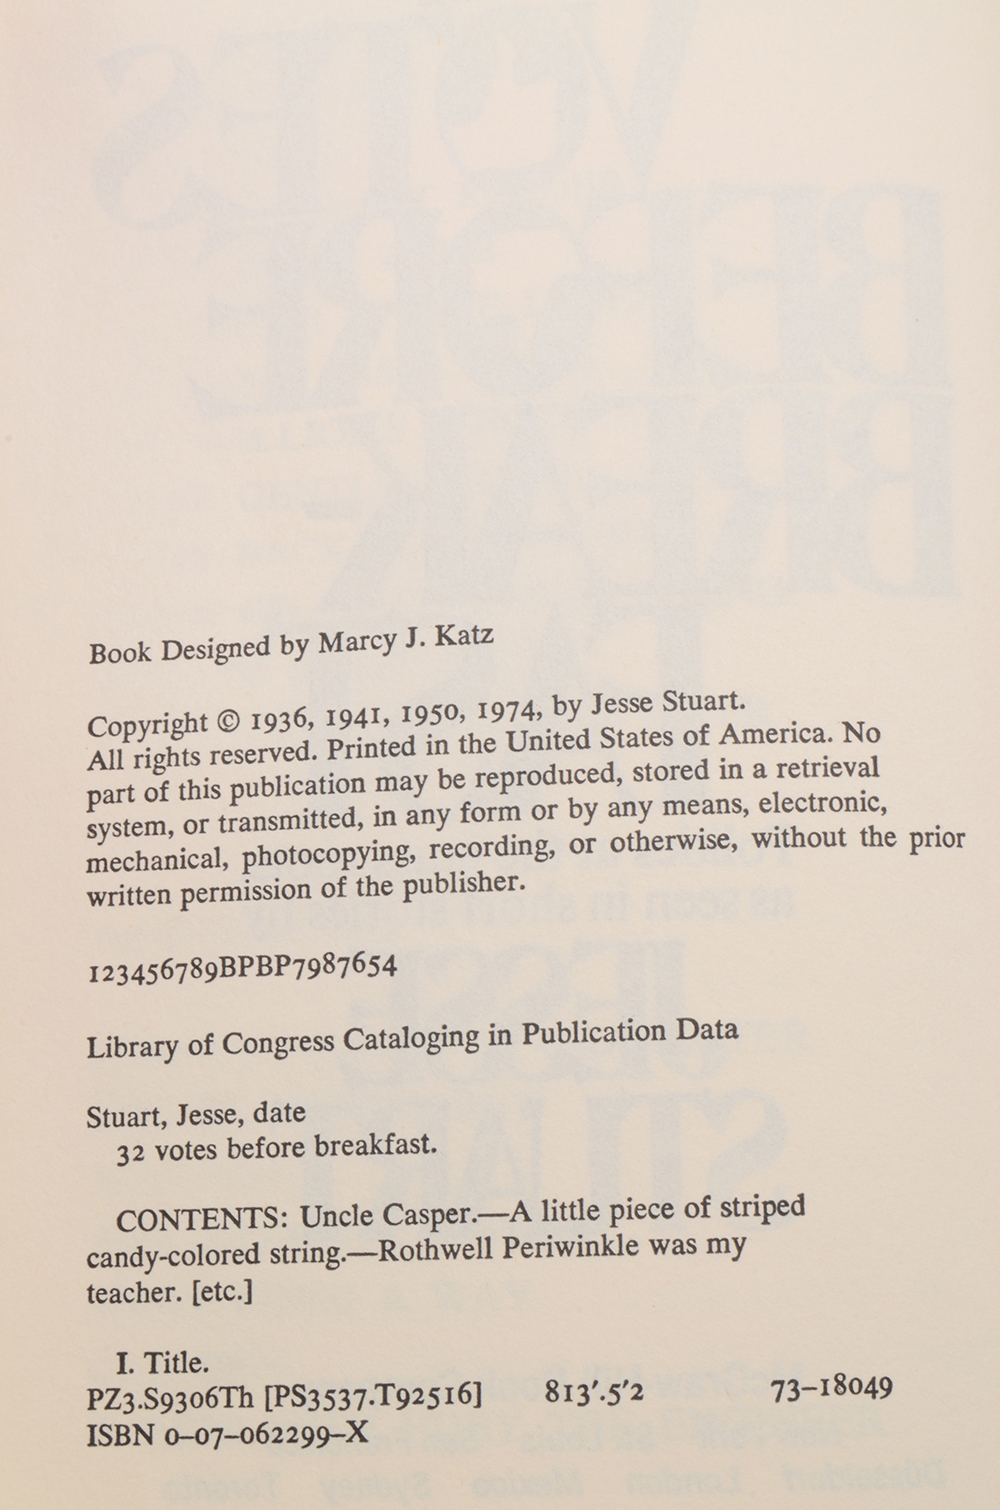 Book Designed by Marcy J. Katz
Copyright © 1936, 1941, 1950, 1974, by Jesse Stuart.
All rights reserved. Printed in the United States of America. No
part of this publication may be reproduced, stored in a retrieval
system, or transmitted, in any form or by any means, electronic,
mechanical, photocopying, recording, or otherwise, without the prior
written permission of the publisher.
123456789BPBP7987654
Library of Congress Cataloging in Publication Data
Stuart, Jesse, date
32 votes before breakfast.
CONTENTS: Uncle Casper.—A little piece of striped
candy-colored string.—Rothwell Periwinkle was my
teacher. [etc.]
I. Title.
PZ3.S9306Th [PS3537.T92516] 813'.5'2 73–18049
ISBN 0–07–062299–X